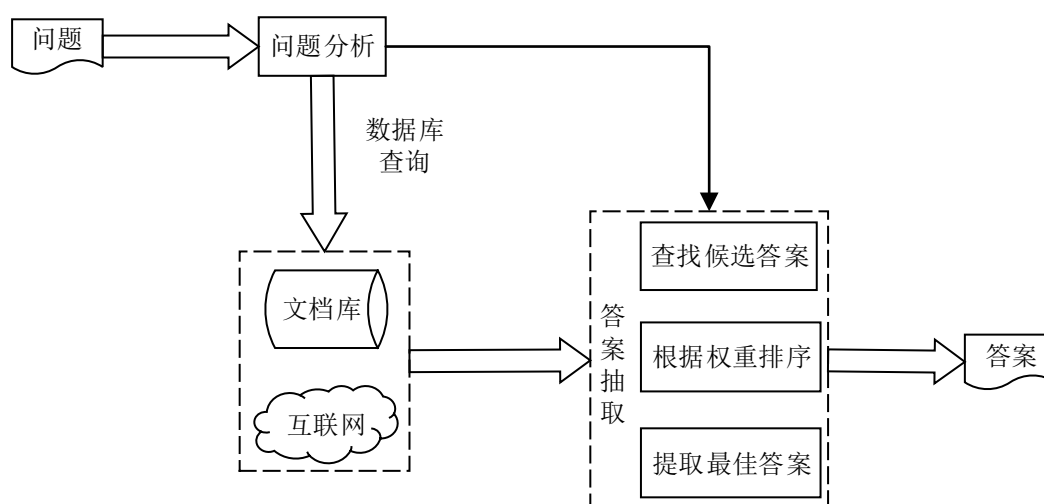 问题
问题分析
数据库
查询
文档库
互联网
答
案
抽
取
查找候选答案
根据权重排序
提取最佳答案
答案